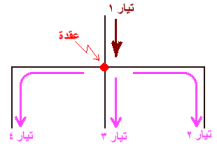 تيار ١
عقدة
تيار ٢
تيار ٣
تيار ٤